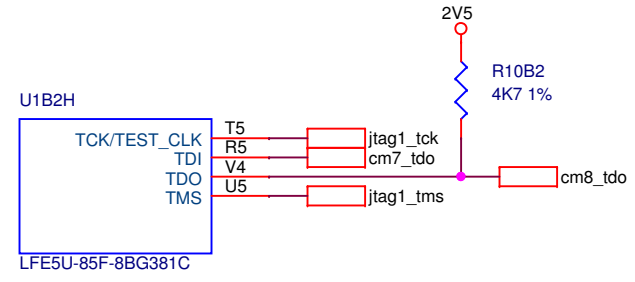 2V5
R10B2
4K7 1%
U1B2H
TCK/TEST_CLK T5 jtag1_tck
TDI R5 cm7_tdo
TDO V4 cm8_tdo
TMS U5 jtag1_tms
LFE5U-85F-8BG381C